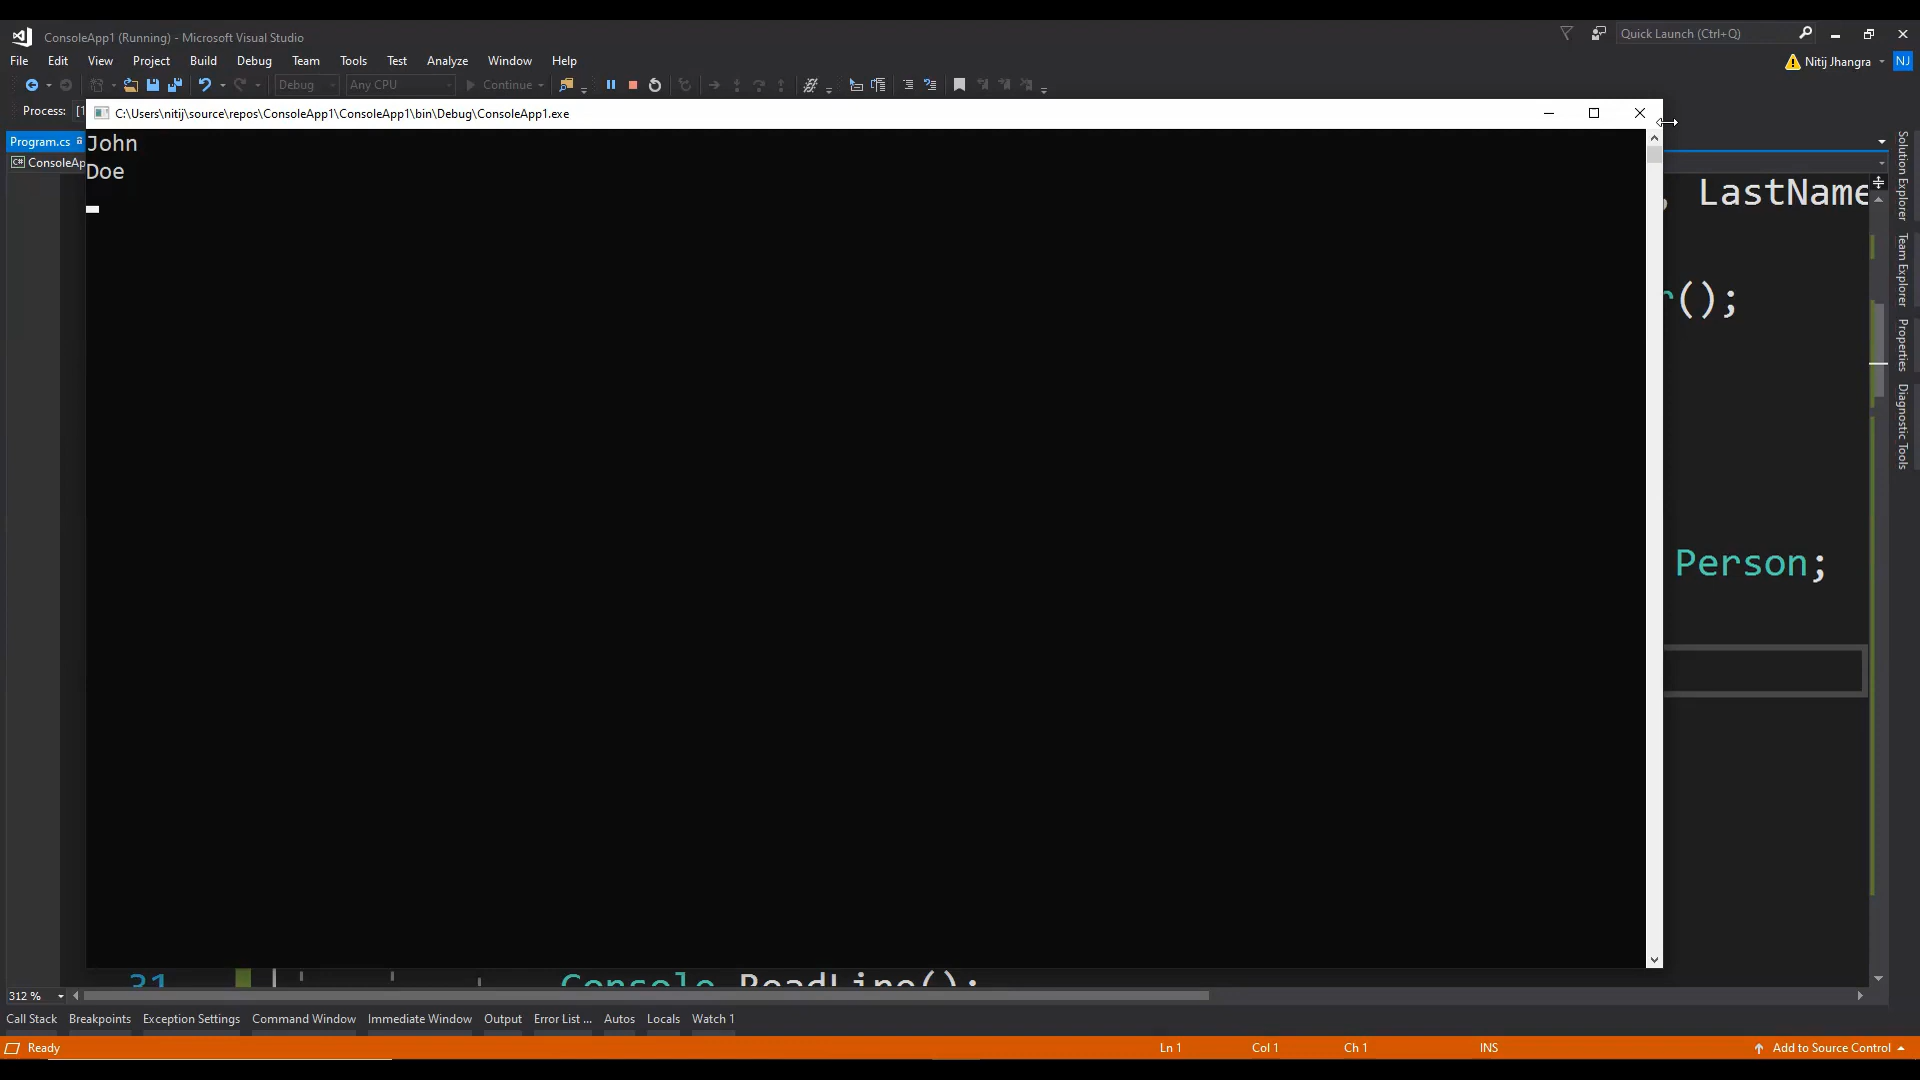 ConsoleApp1 (Running) - Microsoft Visual Studio
Quick Launch (Ctrl+Q)
File Edit View Project Build Debug Team Tools Test Analyze Window Help
Nitij Jhangra NJ
Debug Any CPU Continue
Process:
C:\Users\nitij\source\repos\ConsoleApp1\ConsoleApp1\bin\Debug\ConsoleApp1.exe
Program.cs
John
ConsoleAp
Doe
, LastName
r();
Person;
Solution Explorer
Team Explorer
Properties
Diagnostic Tools
31 Console.ReadLine();
312 %
Call Stack Breakpoints Exception Settings Command Window Immediate Window Output Error List ... Autos Locals Watch 1
Ready Ln 1 Col 1 Ch 1 INS Add to Source Control